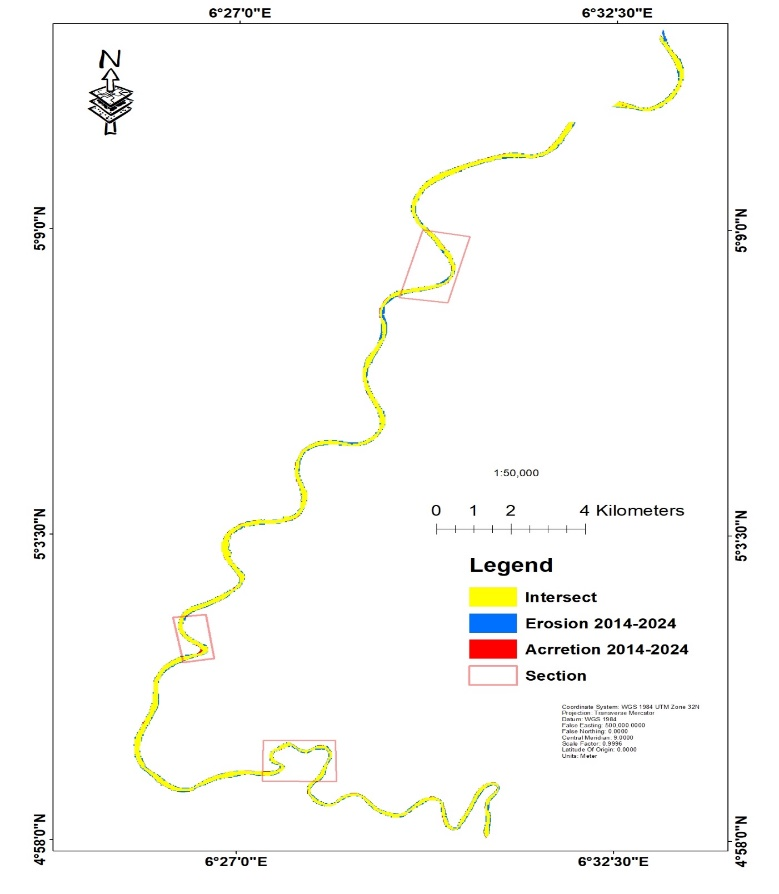 6°27'0"E 6°32'30"E
N
5°9'0"N 5°9'0"N
1:50,000
0 1 2 4 Kilometers
5°3'30"N 5°3'30"N
Legend
Intersect
Erosion 2014-2024
Acrretion 2014-2024
Section
Coordinate System: WGS 1984 UTM Zone 32N
Projection: Transverse Mercator
Datum: WGS 1984
False Easting: 500,000.0000
False Northing: 0.0000
Central Meridian: 9.0000
Scale Factor: 0.9996
Latitude Of Origin: 0.0000
Units: Meter
4°58'0"N 4°58'0"N
6°27'0"E 6°32'30"E